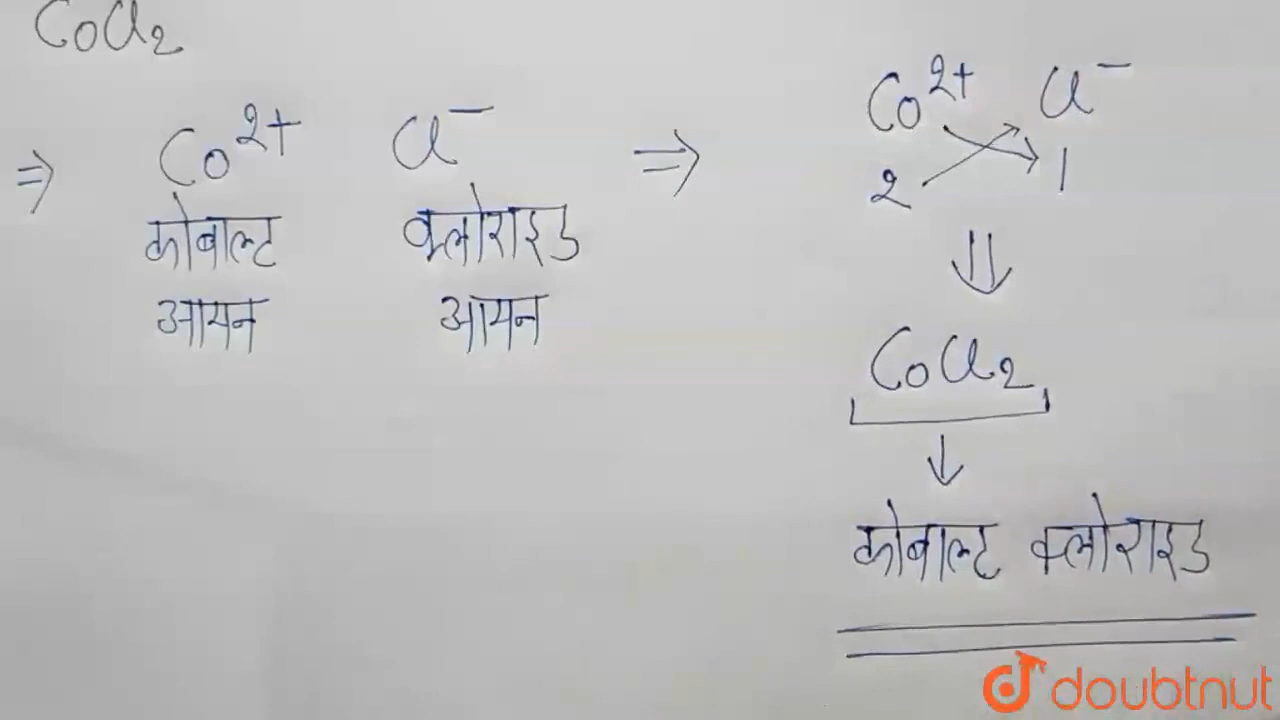 CoCl₂
⇒ Co²⁺ Cl⁻ ⇒
कोबाल्ट क्लोराइड
आयन आयन
Co²⁺ Cl⁻
2 1
⇓
CoCl₂
↓
कोबाल्ट क्लोराइड
doubtnut